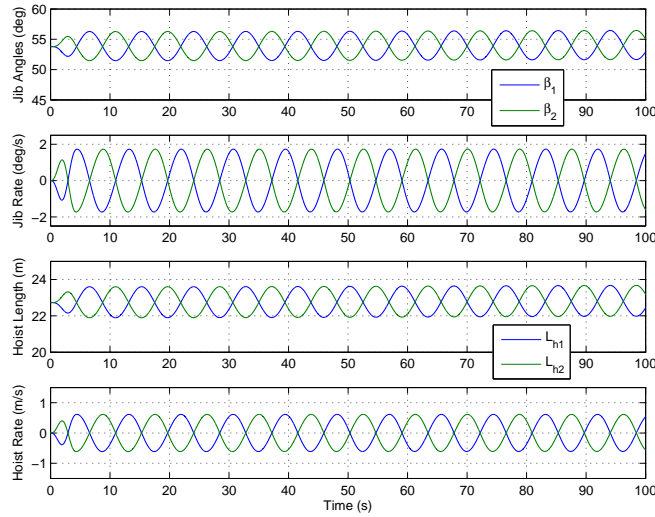 60
55
50
45
Jib Angles (deg)
0 10 20 30 40 50 60 70 80 90 100
β1
β2
2
0
-2
Jib Rate (deg/s)
0 10 20 30 40 50 60 70 80 90 100
24
22
20
Hoist Length (m)
0 10 20 30 40 50 60 70 80 90 100
Lh1
Lh2
1
0
-1
Hoist Rate (m/s)
0 10 20 30 40 50 60 70 80 90 100
Time (s)